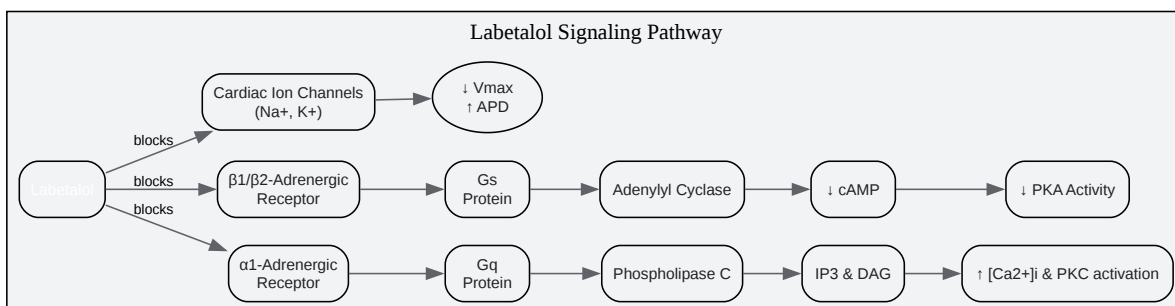 Labetalol Signaling Pathway
Cardiac Ion Channels
(Na+, K+)
↓ Vmax
↑ APD
blocks
Labetalol
blocks
β1/β2-Adrenergic
Receptor
Gs
Protein
Adenylyl Cyclase
↓ cAMP
↓ PKA Activity
blocks
α1-Adrenergic
Receptor
Gq
Protein
Phospholipase C
IP3 & DAG
↑ [Ca2+]i & PKC activation